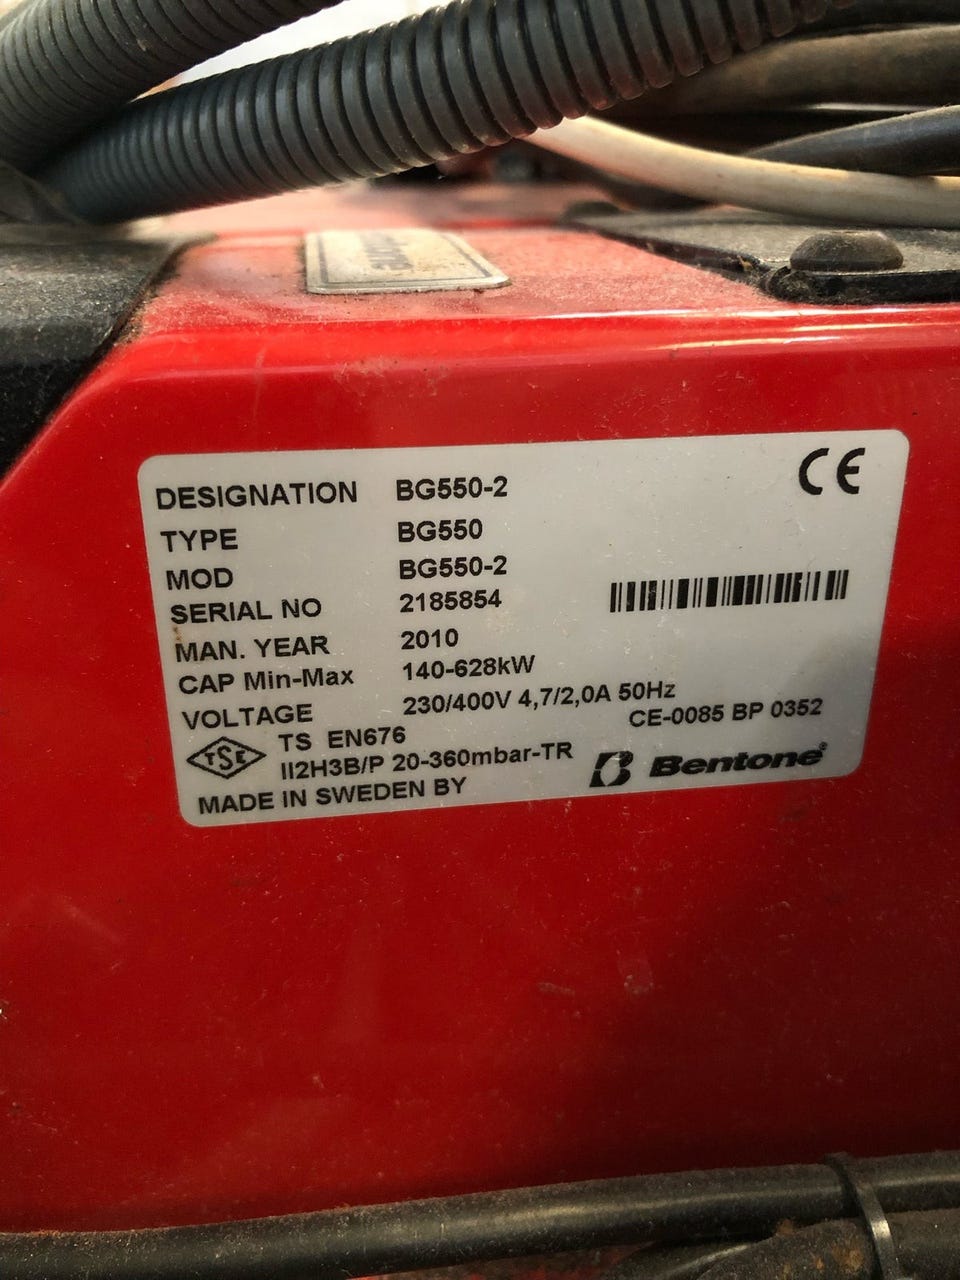 DESIGNATION BG550-2
CE
TYPE BG550
MOD BG550-2
SERIAL NO 2185854
MAN. YEAR 2010
CAP Min-Max 140-628kW
VOLTAGE 230/400V 4,7/2,0A 50Hz
TSE TS EN676 CE-0085 BP 0352
II2H3B/P 20-360mbar-TR
MADE IN SWEDEN BY Bentone®